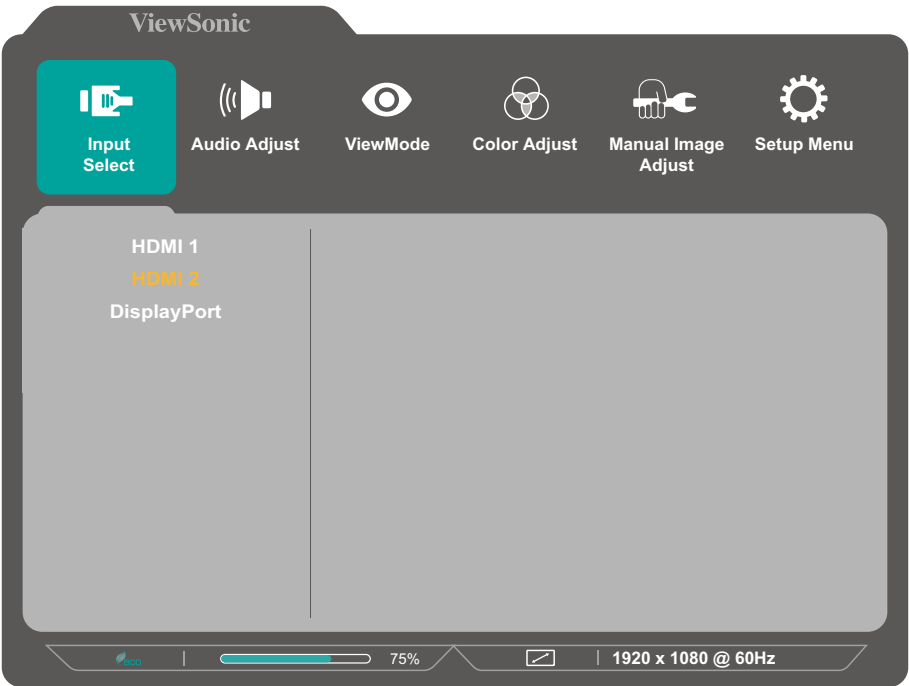 ViewSonic
Input
Select
Audio Adjust
ViewMode
Color Adjust
Manual Image
Adjust
Setup Menu
HDMI 1
HDMI 2
DisplayPort
eco
75%
1920 x 1080 @ 60Hz